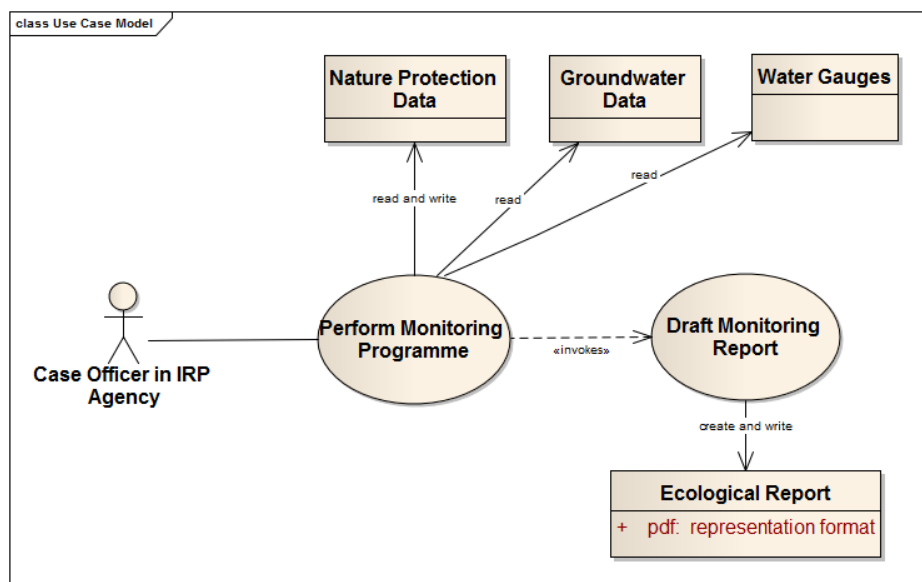 class Use Case Model
Nature Protection
Data
Groundwater
Data
Water Gauges
read and write
read
read
Perform Monitoring
Programme
«invokes»
Draft Monitoring
Report
Case Officer in IRP
Agency
create and write
Ecological Report
+ pdf: representation format